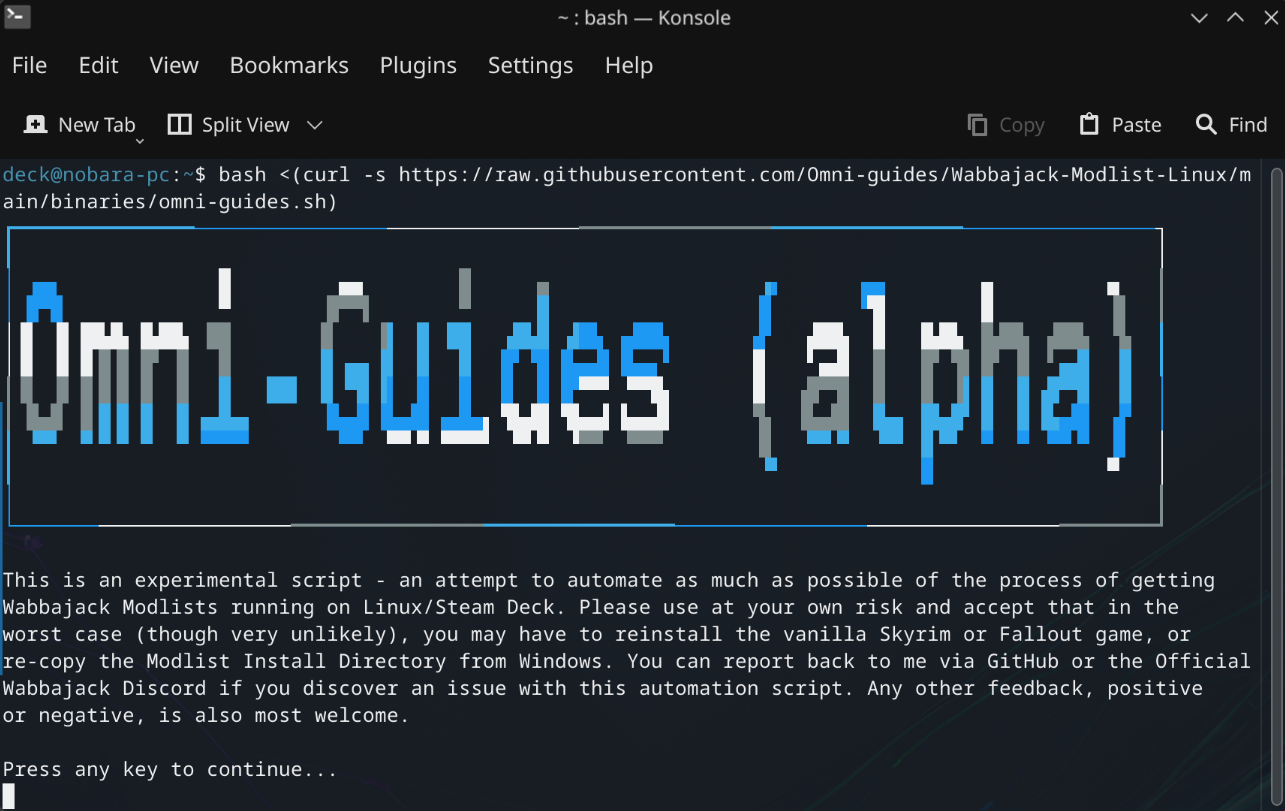 ~ : bash — Konsole
File Edit View Bookmarks Plugins Settings Help
New Tab Split View Copy Paste Find
deck@nobara-pc:~$ bash <(curl -s https://raw.githubusercontent.com/Omni-guides/Wabbajack-Modlist-Linux/m
ain/binaries/omni-guides.sh)
Omni-Guides (alpha)
This is an experimental script - an attempt to automate as much as possible of the process of getting
Wabbajack Modlists running on Linux/Steam Deck. Please use at your own risk and accept that in the
worst case (though very unlikely), you may have to reinstall the vanilla Skyrim or Fallout game, or
re-copy the Modlist Install Directory from Windows. You can report back to me via GitHub or the Official
Wabbajack Discord if you discover an issue with this automation script. Any other feedback, positive
or negative, is also most welcome.
Press any key to continue...